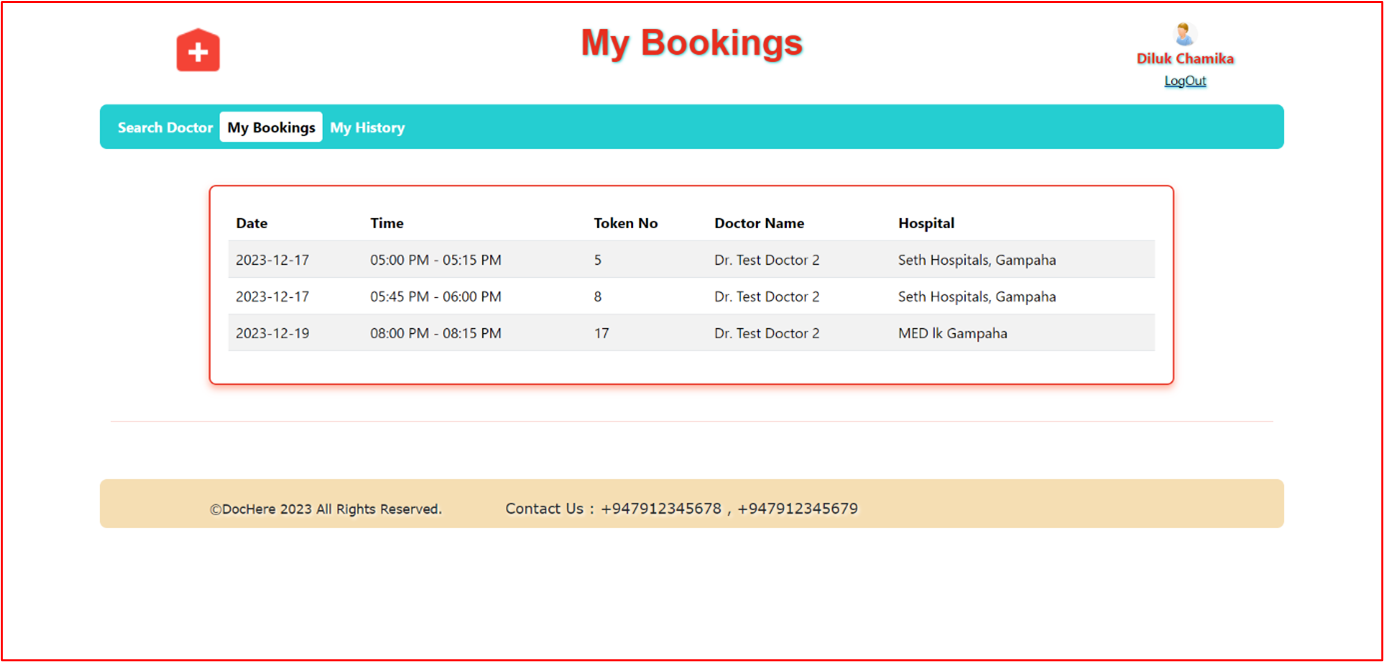 My Bookings
Diluk Chamika
LogOut
Search Doctor My Bookings My History
Date Time Token No Doctor Name Hospital
2023-12-17 05:00 PM - 05:15 PM 5 Dr. Test Doctor 2 Seth Hospitals, Gampaha
2023-12-17 05:45 PM - 06:00 PM 8 Dr. Test Doctor 2 Seth Hospitals, Gampaha
2023-12-19 08:00 PM - 08:15 PM 17 Dr. Test Doctor 2 MED lk Gampaha
©DocHere 2023 All Rights Reserved. Contact Us : +947912345678 , +947912345679